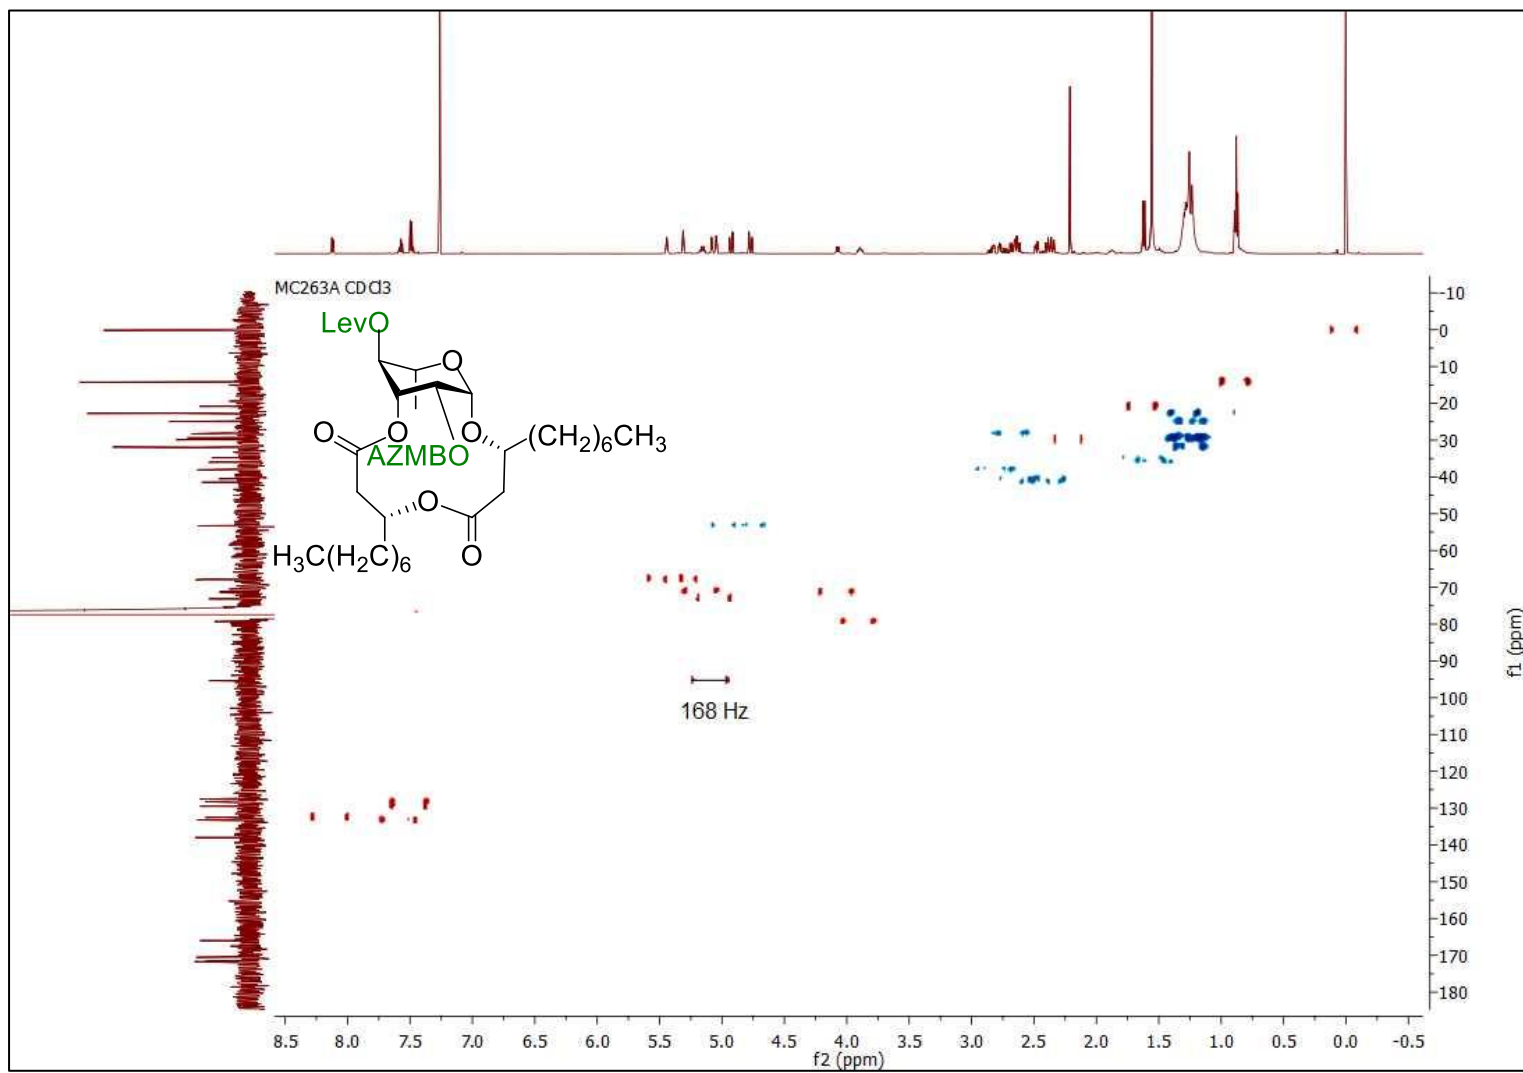 MC263A CDCl3
LevO
O
O
O
AZMBO
O
(CH2)6CH3
O
O
H3C(H2C)6
168 Hz
-10
0
10
20
30
40
50
60
70
80
90
100
110
120
130
140
150
160
170
180
f1 (ppm)
8.5 8.0 7.5 7.0 6.5 6.0 5.5 5.0 4.5 4.0 3.5 3.0 2.5 2.0 1.5 1.0 0.5 0.0 -0.5
f2 (ppm)